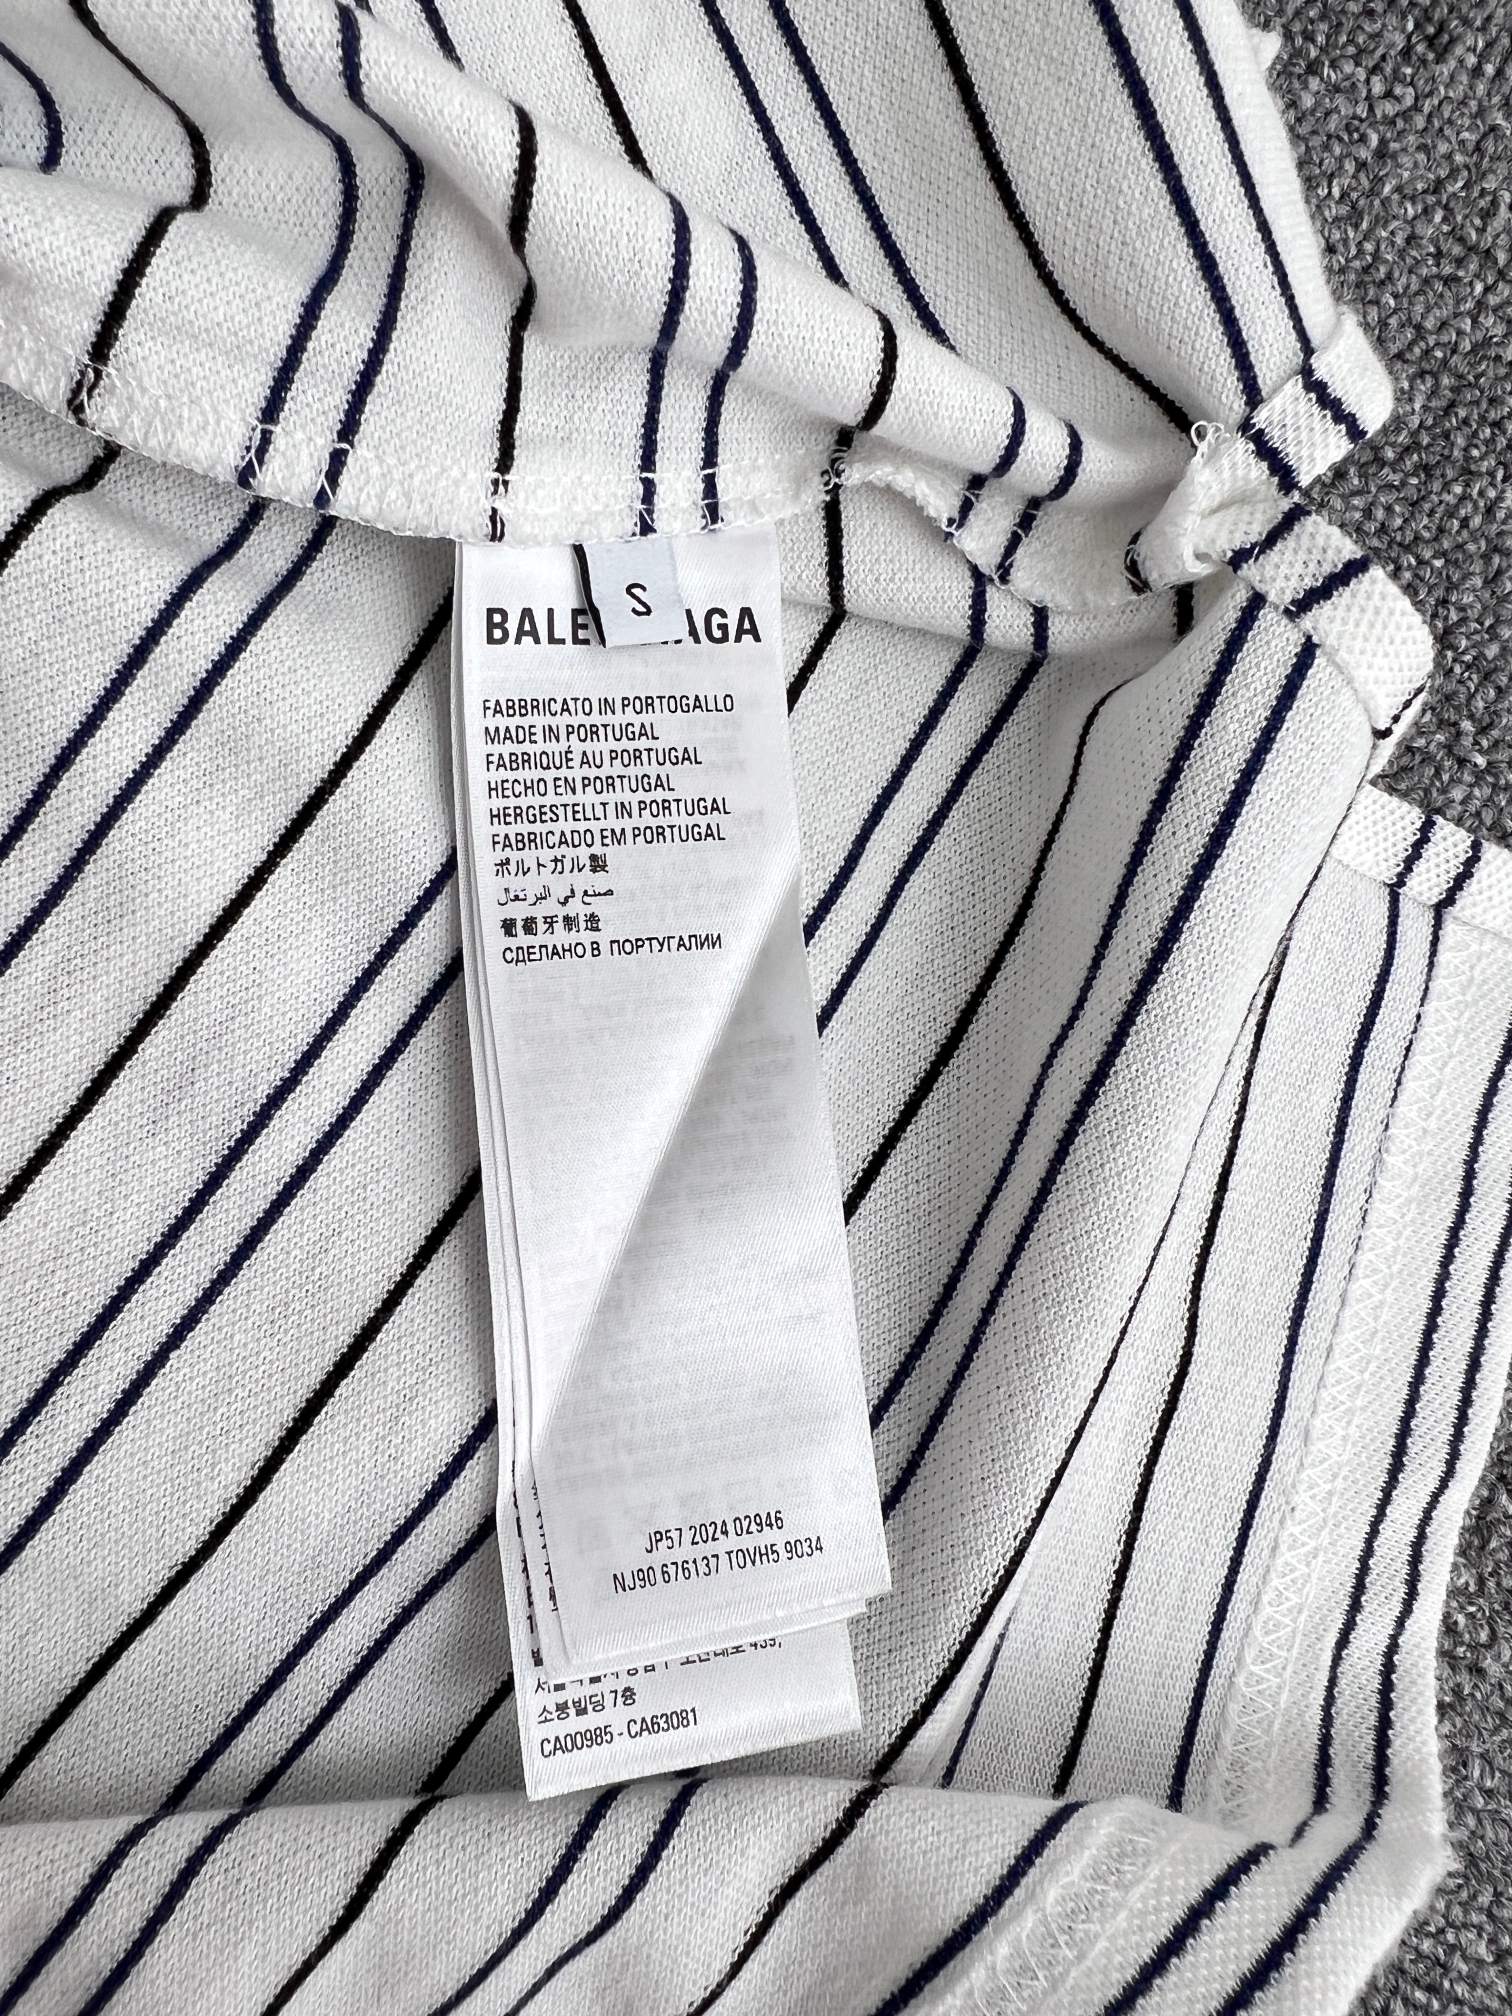 S
BALE AGA
FABBRICATO IN PORTOGALLO
MADE IN PORTUGAL
FABRIQUÉ AU PORTUGAL
HECHO EN PORTUGAL
HERGESTELLT IN PORTUGAL
FABRICADO EM PORTUGAL
ポルトガル製
صنع في البرتغال
葡萄牙制造
СДЕЛАНО В ПОРТУГАЛИИ
JP57 2024 02946
NJ90 676137 TOVH5 9034
소봉빌딩 7층
CA00985 - CA63081